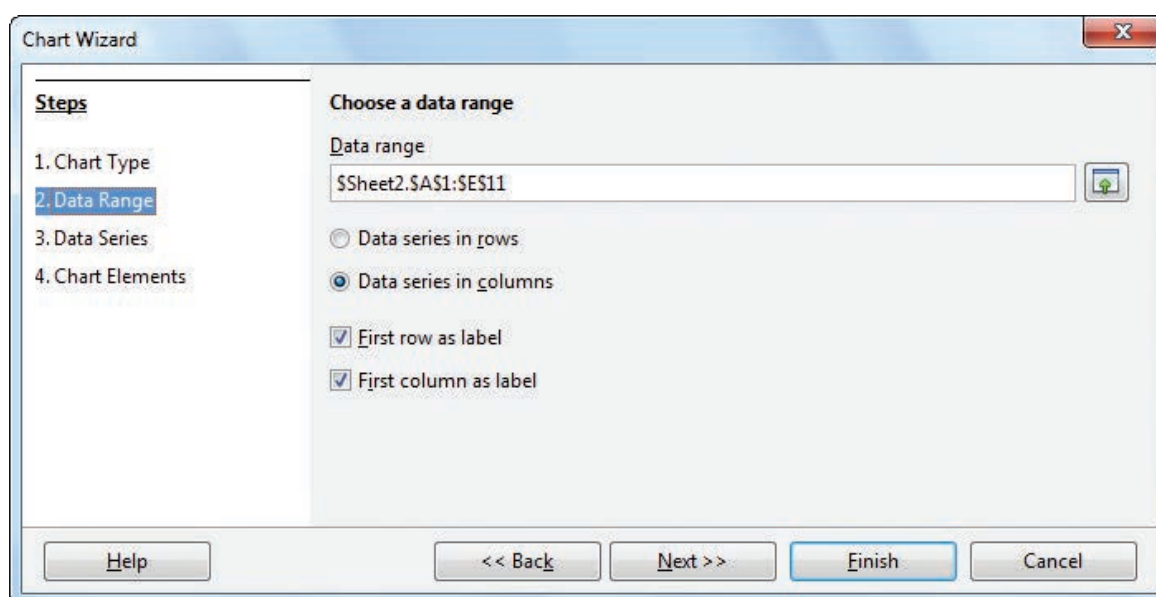 Chart Wizard
Steps
1. Chart Type
2. Data Range
3. Data Series
4. Chart Elements
Choose a data range
Data range
$Sheet2.$A$1:$E$11
Data series in rows
Data series in columns
First row as label
First column as label
Help
<< Back
Next >>
Finish
Cancel